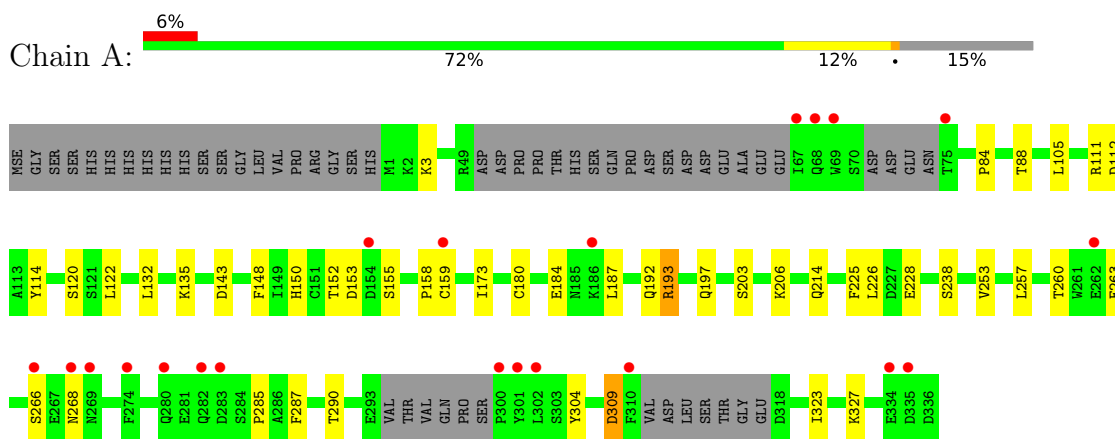 6%
Chain A:
72% 12% • 15%
MSE GLY SER SER HIS HIS HIS HIS HIS HIS SER SER GLY LEU VAL PRO ARG GLY SER HIS M1 K2 K3 R49 ASP ASP PRO PRO THR HIS SER GLN PRO ASP SER ASP ASP GLU ALA GLU GLU I67 Q68 W69 S70 ASP ASP GLU ASN T75 P84 T88 L105 R111
A113 Y114 S120 S121 L122 L132 K135 D143 F148 I149 H150 C151 T152 D153 D154 S155 P158 C159 I173 C180 E184 N185 K186 L187 Q192 R193 Q197 S203 K206 Q214 F225 L226 D227 E228 S238 V253 L257 T260 W261 E262
S266 E267 N268 N269 F274 Q280 E281 Q282 D283 S284 P285 A286 F287 T290 E293 VAL THR VAL GLN PRO SER P300 Y301 L302 S303 Y304 D309 F310 VAL ASP LEU SER THR GLY GLU D318 I323 K327 E334 D335 D336